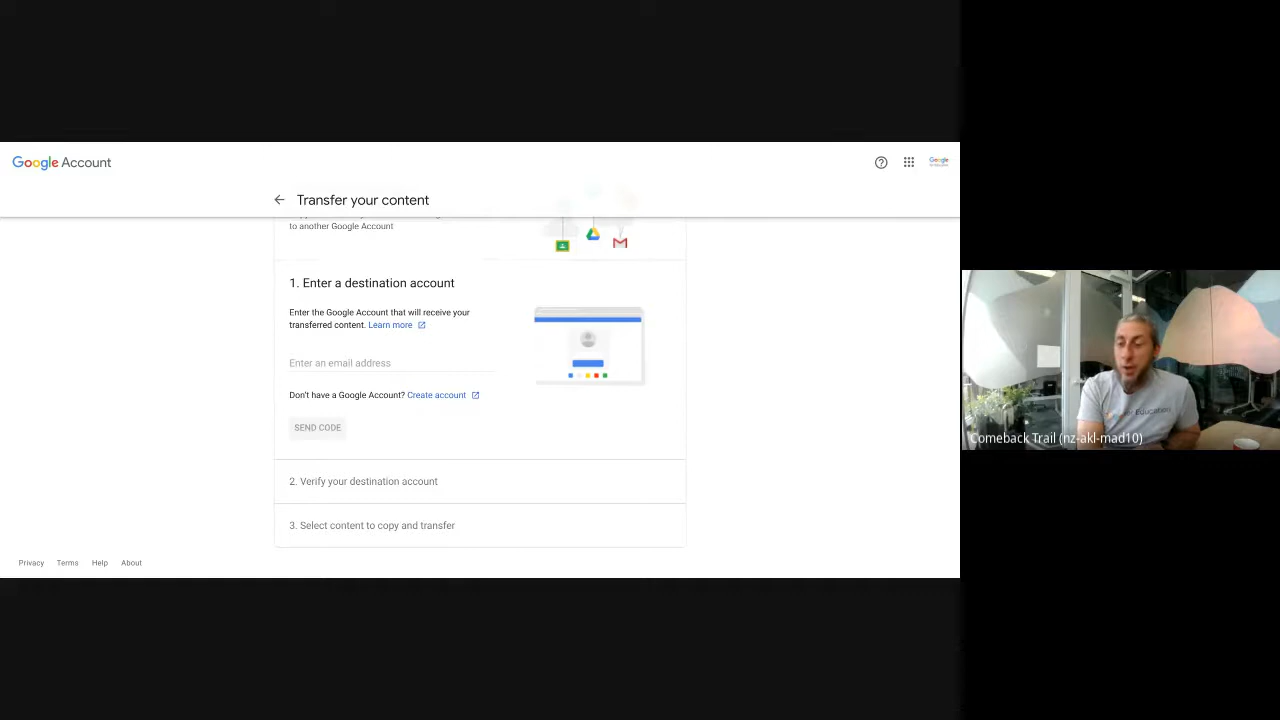 Google Account
Transfer your content
to another Google Account
1. Enter a destination account
Enter the Google Account that will receive your
transferred content. Learn more
Enter an email address
Don't have a Google Account? Create account
SEND CODE
2. Verify your destination account
3. Select content to copy and transfer
Privacy Terms Help About
Education
Comeback Trail (nz-akl-mad10)